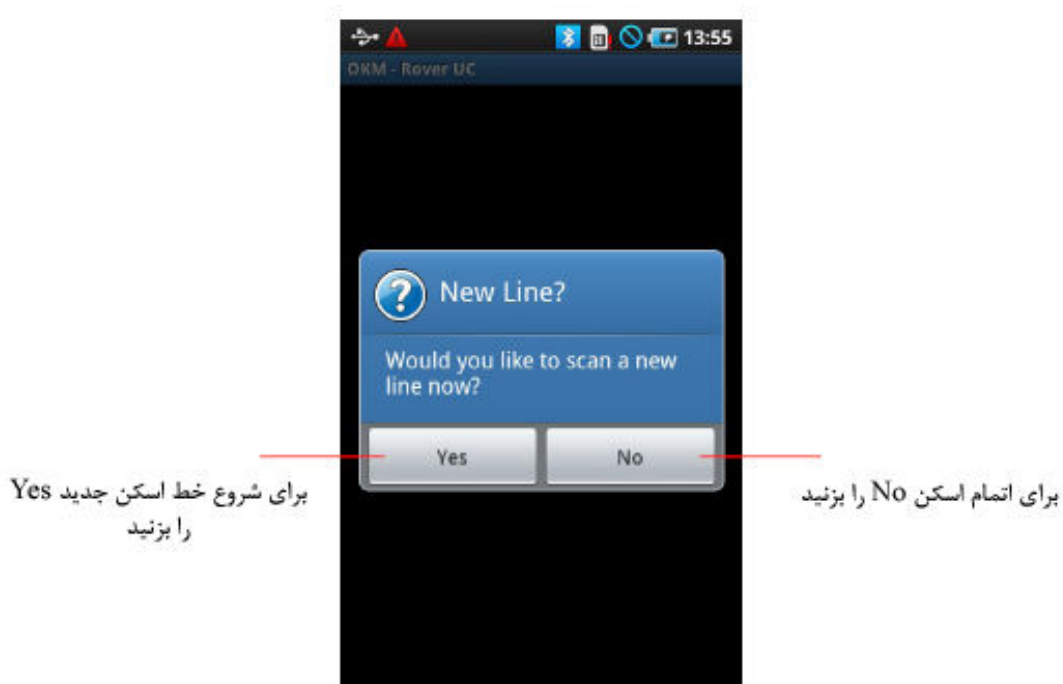 13:55
OKM - Rover UC
New Line?
Would you like to scan a new
line now?
Yes
No
برای شروع خط اسکن جدید Yes
را بزنید
برای اتمام اسکن No را بزنید